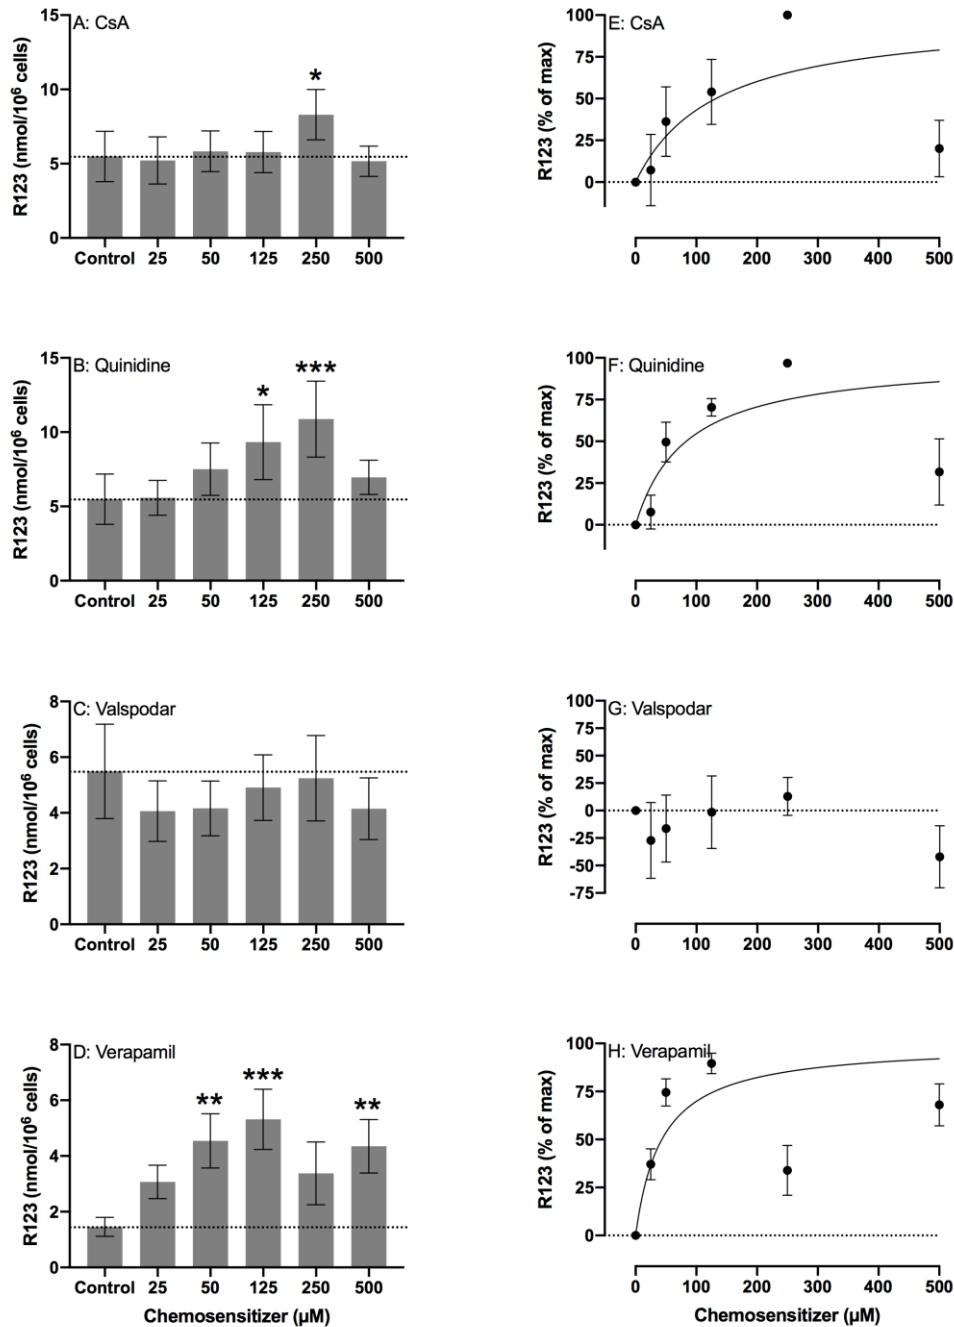 A: CsA
R123 (nmol/10⁶ cells)
15
10
5
0
*
Control 25 50 125 250 500
E: CsA
R123 (% of max)
100
75
50
25
0
0 100 200 300 400 500
B: Quinidine
R123 (nmol/10⁶ cells)
15
10
5
0
* ***
Control 25 50 125 250 500
F: Quinidine
R123 (% of max)
100
75
50
25
0
0 100 200 300 400 500
C: Valspodar
R123 (nmol/10⁶ cells)
8
6
4
2
0
Control 25 50 125 250 500
G: Valspodar
R123 (% of max)
100
75
50
25
0
-25
-50
-75
0 100 200 300 400 500
D: Verapamil
R123 (nmol/10⁶ cells)
8
6
4
2
0
** *** **
Control 25 50 125 250 500
Chemosensitizer (µM)
H: Verapamil
R123 (% of max)
100
75
50
25
0
0 100 200 300 400 500
Chemosensitizer (µM)